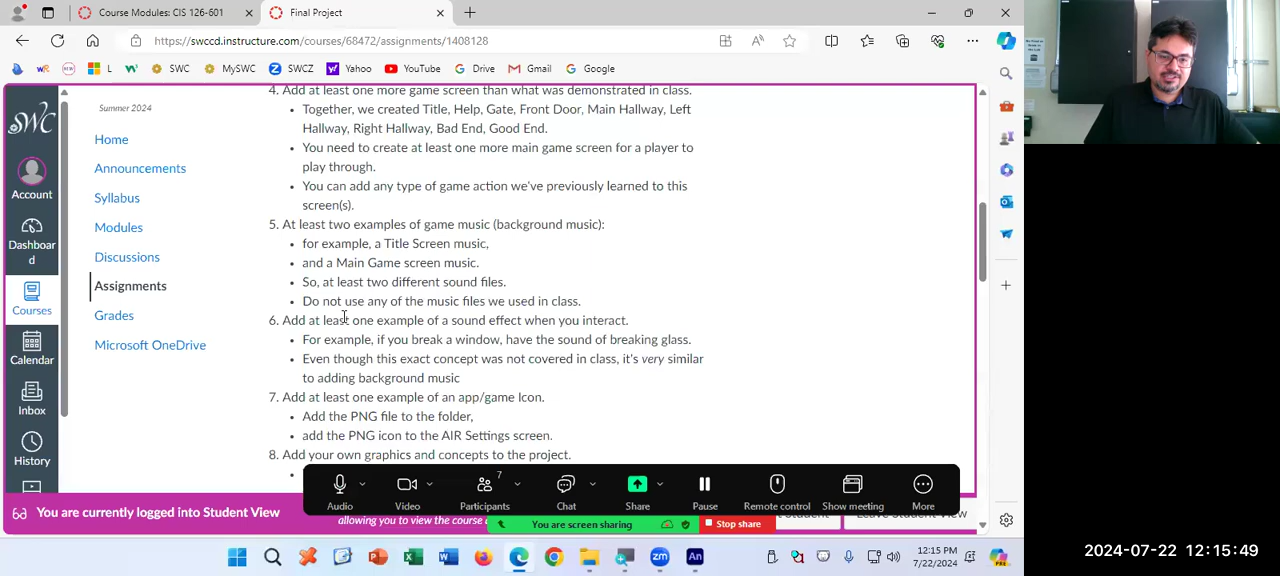 Course Modules: CIS 126-601
Final Project
https://swccd.instructure.com/courses/68472/assignments/1408128
L
SWC
MySWC
SWCZ
Yahoo
YouTube
Drive
Gmail
Google
SWC
Account
Dashboar
d
Courses
Calendar
Inbox
History
Summer 2024
Home
Announcements
Syllabus
Modules
Discussions
Assignments
Grades
Microsoft OneDrive
4. Add at least one more game screen than what was demonstrated in class.
Together, we created Title, Help, Gate, Front Door, Main Hallway, Left
Hallway, Right Hallway, Bad End, Good End.
You need to create at least one more main game screen for a player to
play through.
You can add any type of game action we've previously learned to this
screen(s).
5. At least two examples of game music (background music):
for example, a Title Screen music,
and a Main Game screen music.
So, at least two different sound files.
Do not use any of the music files we used in class.
6. Add at least one example of a sound effect when you interact.
For example, if you break a window, have the sound of breaking glass.
Even though this exact concept was not covered in class, it's very similar
to adding background music
7. Add at least one example of an app/game Icon.
Add the PNG file to the folder,
add the PNG icon to the AIR Settings screen.
8. Add your own graphics and concepts to the project.
Audio
Video
7
Participants
Chat
Share
Pause
Remote control
Show meeting
More
You are screen sharing
Stop share
You are currently logged into Student View
allowing you to view the course
12:15 PM
7/22/2024
2024-07-22 12:15:49